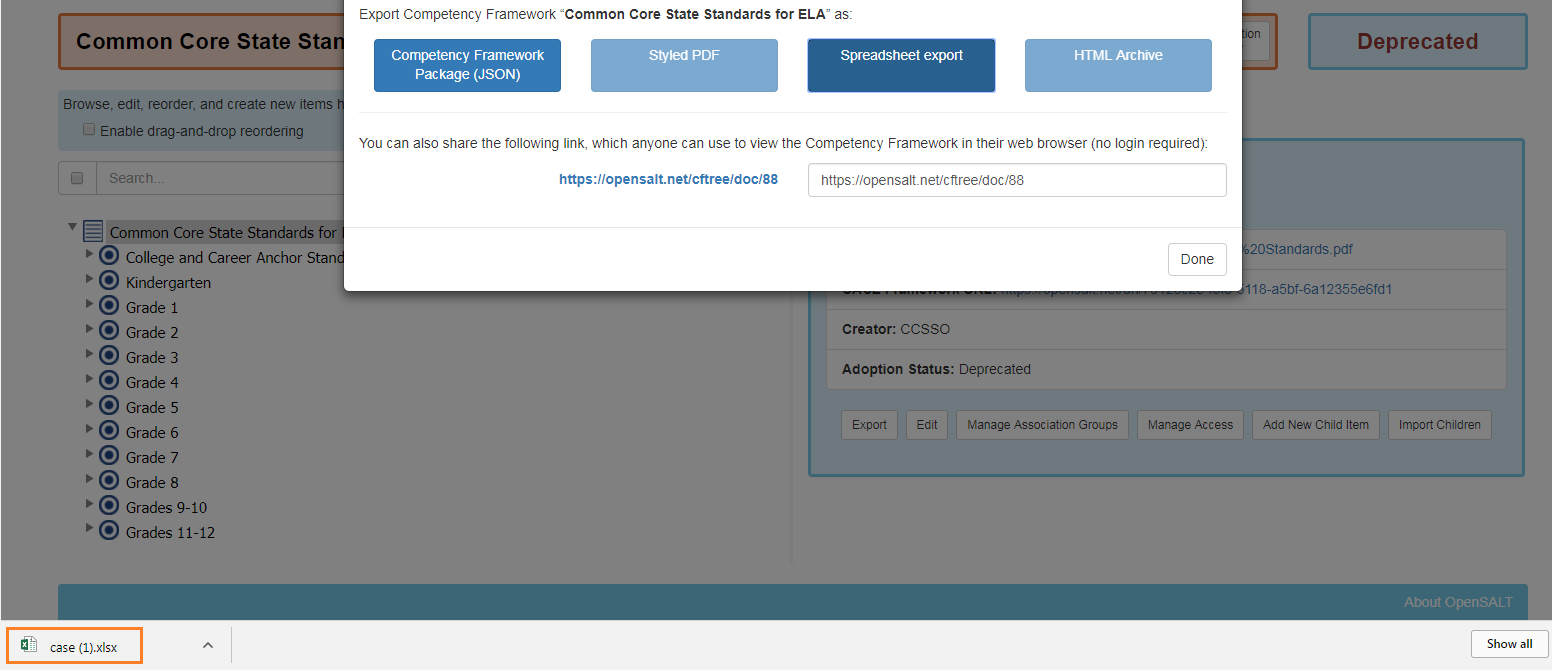 Export Competency Framework “Common Core State Standards for ELA” as:
Competency Framework
Package (JSON)
Styled PDF
Spreadsheet export
HTML Archive
You can also share the following link, which anyone can use to view the Competency Framework in their web browser (no login required):
https://opensalt.net/cftree/doc/88
https://opensalt.net/cftree/doc/88
Done
Common Core State Stan
tion
Deprecated
Browse, edit, reorder, and create new items h
Enable drag-and-drop reordering
Search...
Common Core State Standards for
College and Career Anchor Stand
Kindergarten
Grade 1
Grade 2
Grade 3
Grade 4
Grade 5
Grade 6
Grade 7
Grade 8
Grades 9-10
Grades 11-12
%20Standards.pdf
118-a5bf-6a12355e6fd1
Creator: CCSSO
Adoption Status: Deprecated
Export
Edit
Manage Association Groups
Manage Access
Add New Child Item
Import Children
About OpenSALT
case (1).xlsx
Show all